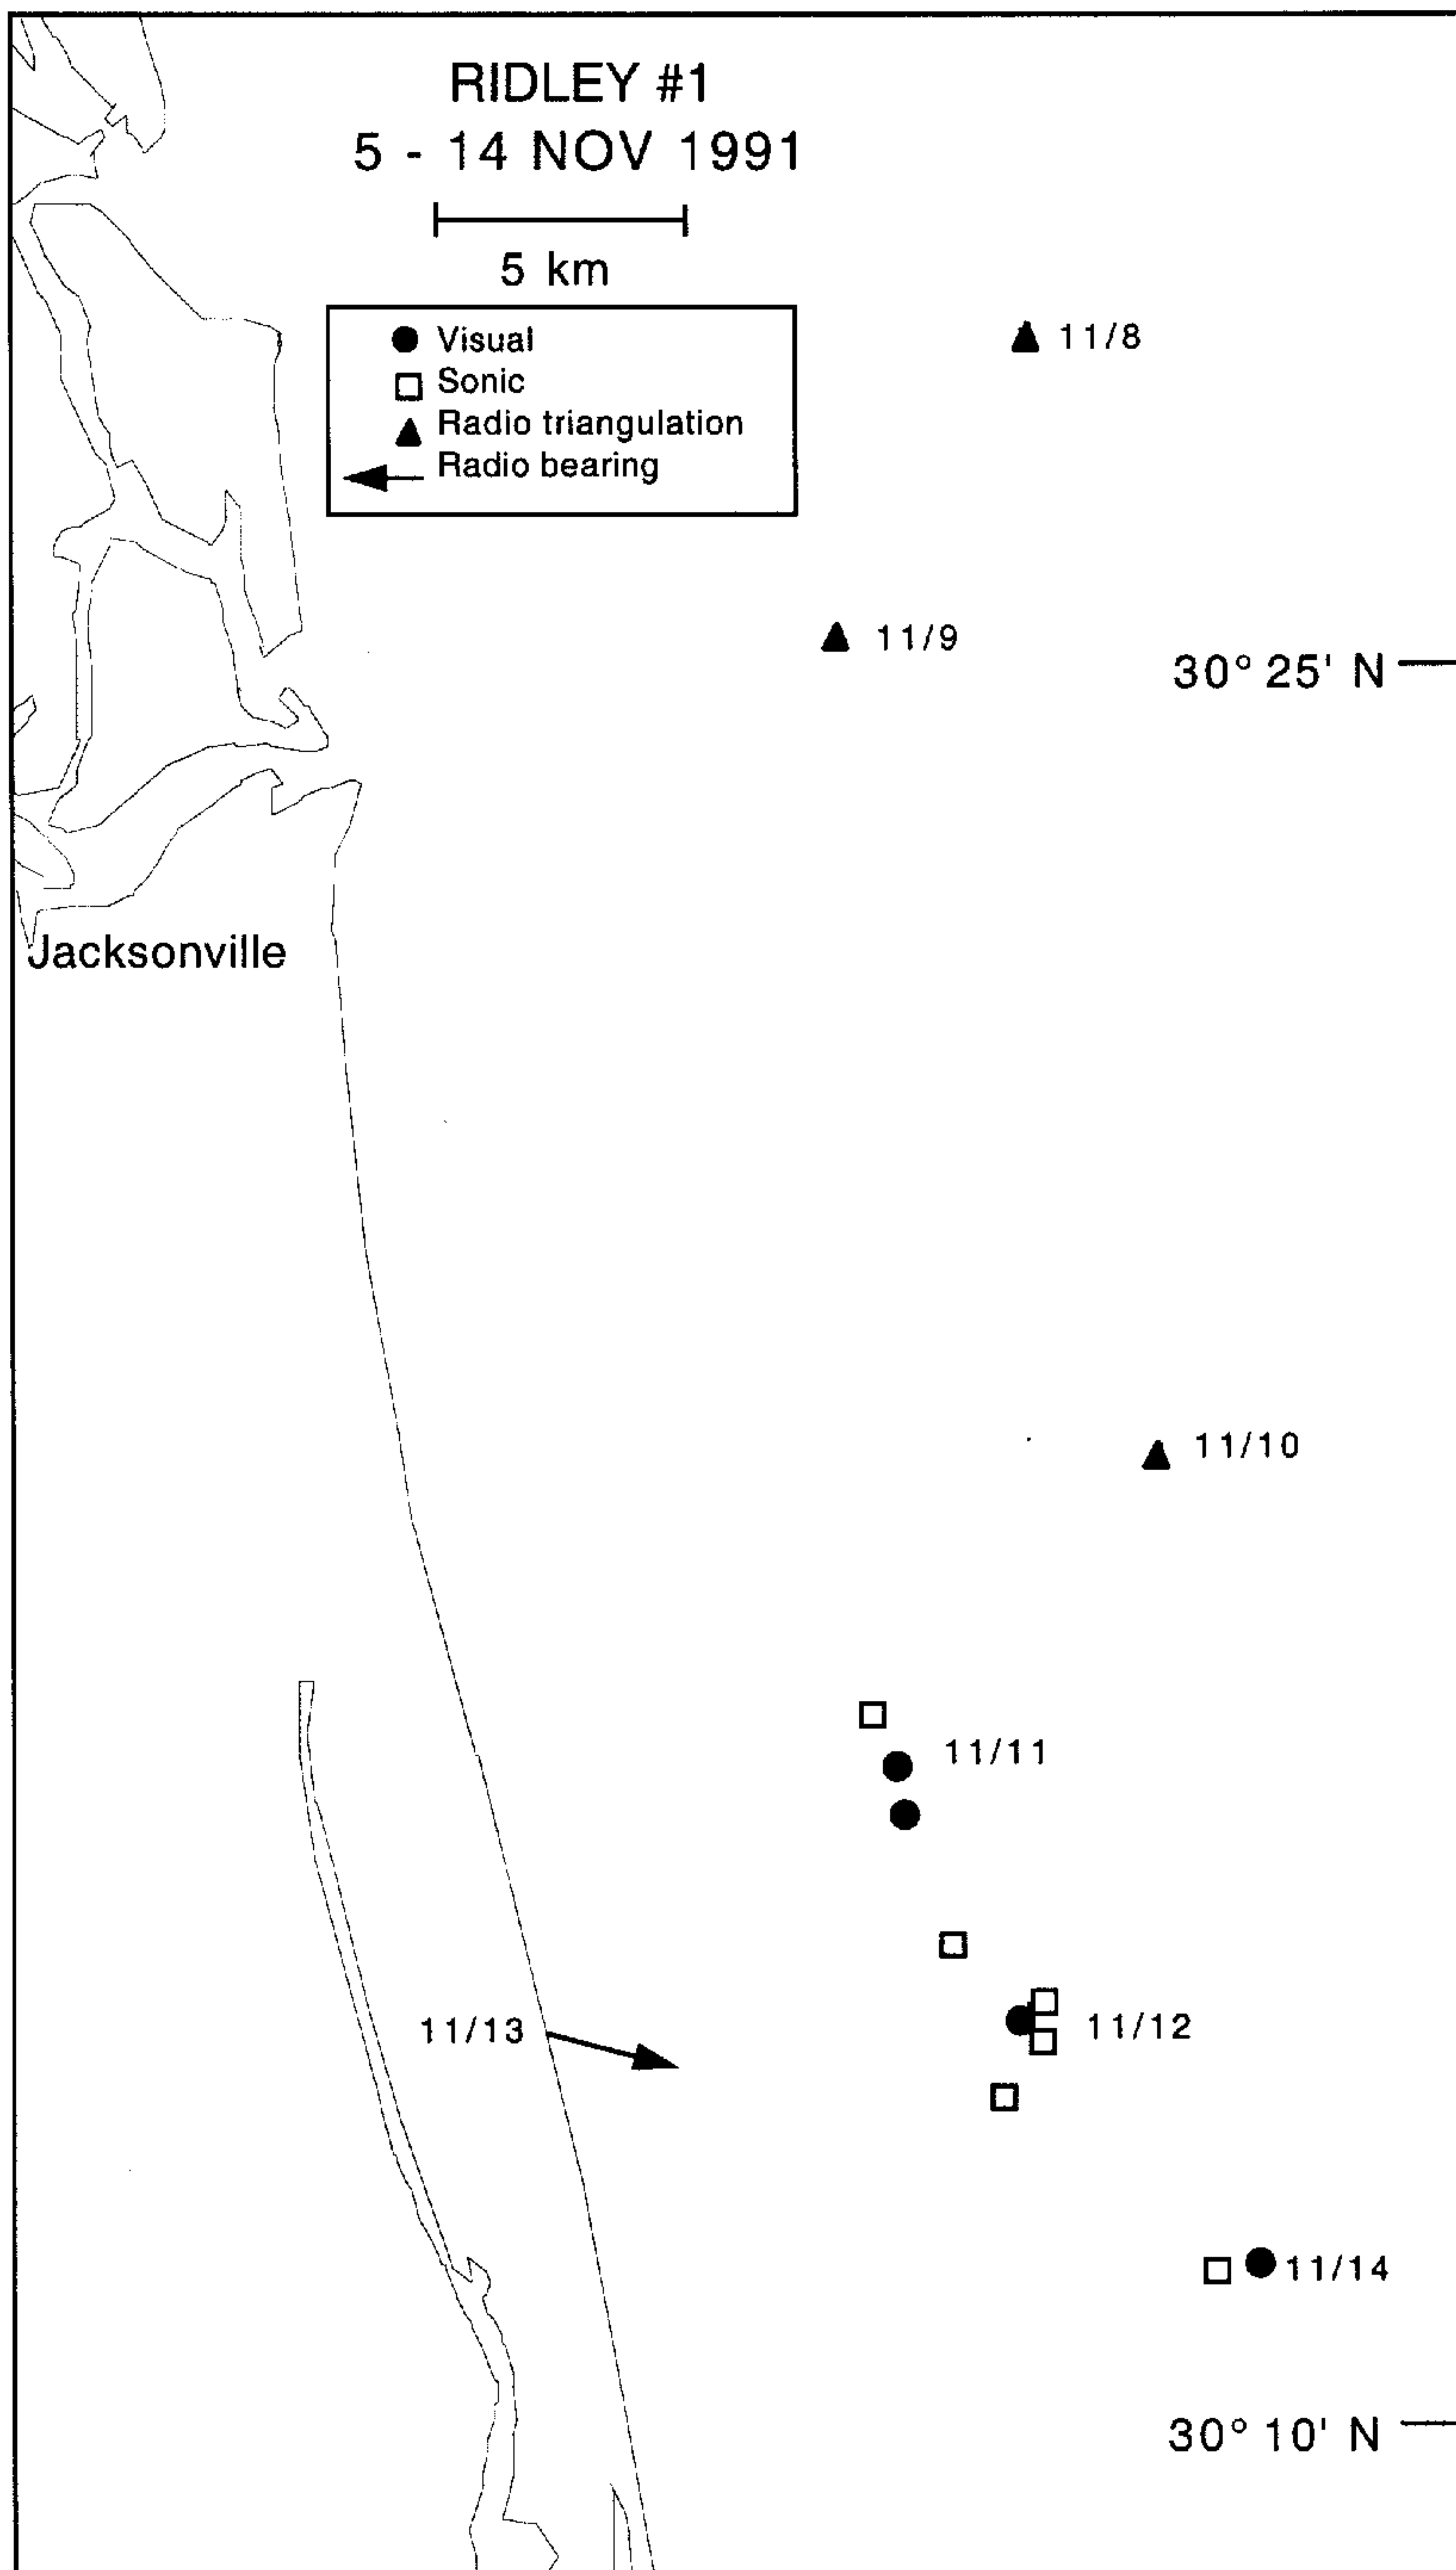 RIDLEY #1
5 - 14 NOV 1991
5 km
Visual
Sonic
Radio triangulation
Radio bearing
11/8
11/9
30° 25' N
Jacksonville
11/10
11/11
11/13
11/12
11/14
30° 10' N